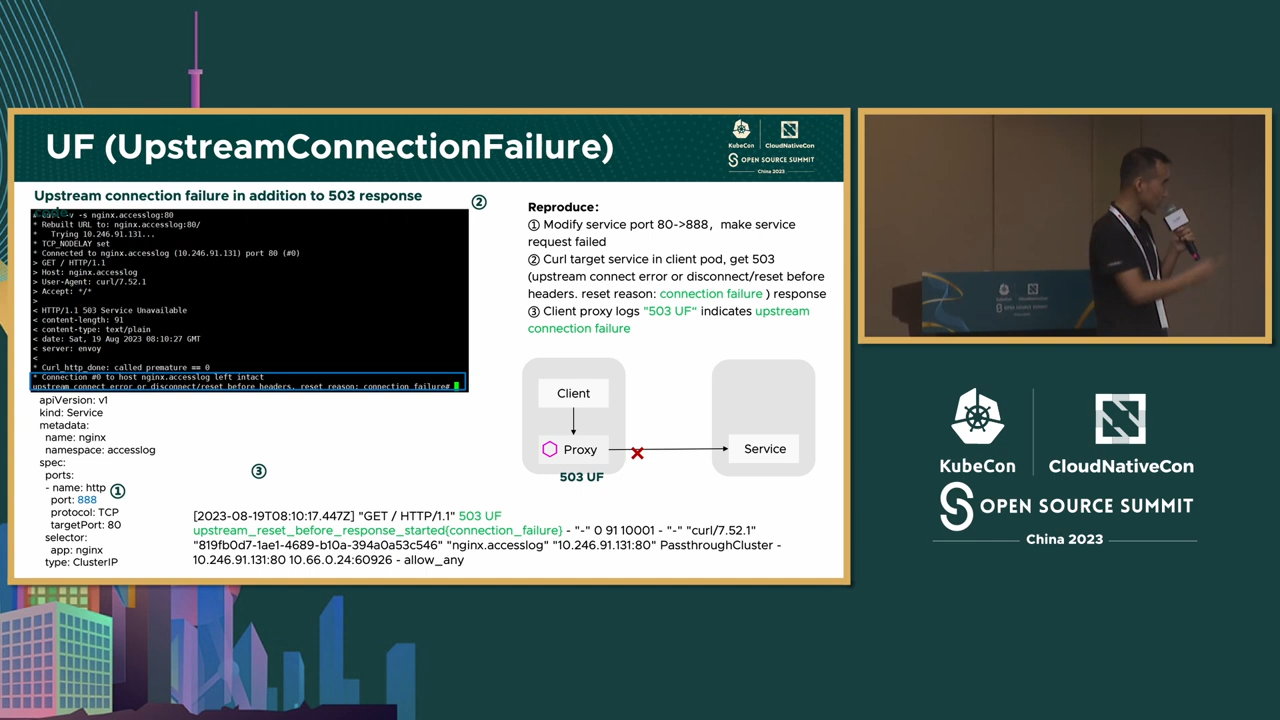 UF (UpstreamConnectionFailure)
KubeCon
CloudNativeCon
OPEN SOURCE SUMMIT
China 2023
Upstream connection failure in addition to 503 response
code
②
-v -s nginx.accesslog:80
* Rebuilt URL to: nginx.accesslog:80/
*   Trying 10.246.91.131...
* TCP_NODELAY set
* Connected to nginx.accesslog (10.246.91.131) port 80 (#0)
> GET / HTTP/1.1
> Host: nginx.accesslog
> User-Agent: curl/7.52.1
> Accept: */*
>
< HTTP/1.1 503 Service Unavailable
< content-length: 91
< content-type: text/plain
< date: Sat, 19 Aug 2023 08:10:27 GMT
< server: envoy
<
* Curl_http_done: called premature == 0
* Connection #0 to host nginx.accesslog left intact
upstream connect error or disconnect/reset before headers. reset reason: connection failure#
apiVersion: v1
kind: Service
metadata:
name: nginx
namespace: accesslog
spec:
ports:
- name: http ①
port: 888
protocol: TCP
targetPort: 80
selector:
app: nginx
type: ClusterIP
Reproduce:
① Modify service port 80->888, make service
request failed
② Curl target service in client pod, get 503
(upstream connect error or disconnect/reset before
headers. reset reason: connection failure ) response
③ Client proxy logs "503 UF" indicates upstream
connection failure
Client
Proxy
Service
503 UF
③
[2023-08-19T08:10:17.447Z] "GET / HTTP/1.1" 503 UF
upstream_reset_before_response_started{connection_failure} - "-" 0 91 10001 - "-" "curl/7.52.1"
"819fb0d7-1ae1-4689-b10a-394a0a53c546" "nginx.accesslog" "10.246.91.131:80" PassthroughCluster -
10.246.91.131:80 10.66.0.24:60926 - allow_any
KubeCon
CloudNativeCon
OPEN SOURCE SUMMIT
China 2023